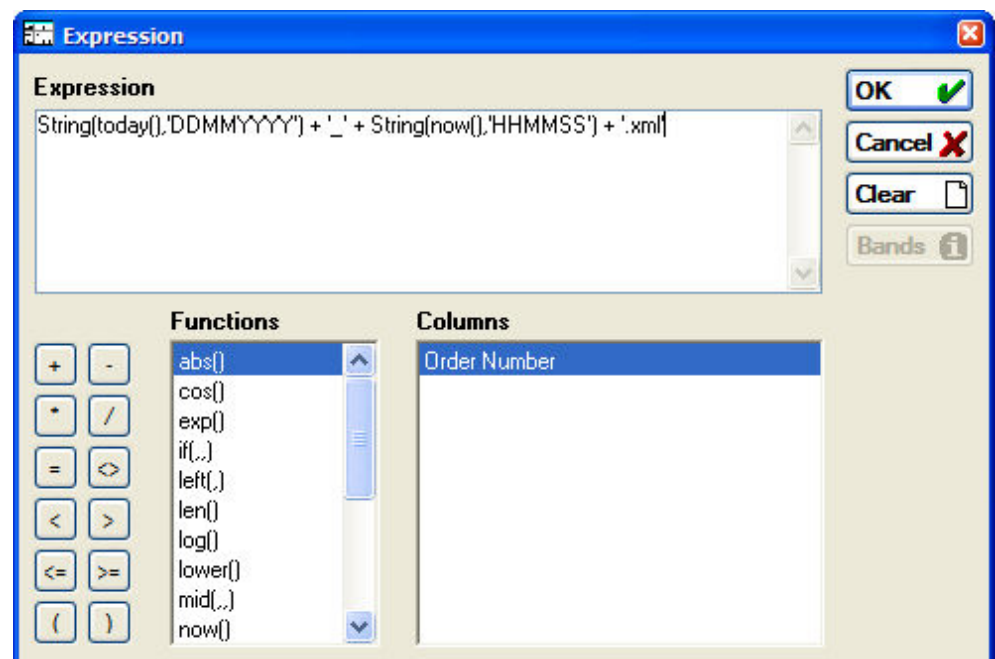 Expression
Expression
String(today(),'DDMMYYYY') + '_' + String(now(),'HHMMSS') + '.xml'
OK
Cancel
Clear
Bands
Functions
Columns
+ -
* /
= <>
< >
<= >=
( )
abs()
cos()
exp()
if(,,)
left(,)
len()
log()
lower()
mid(,,)
now()
Order Number